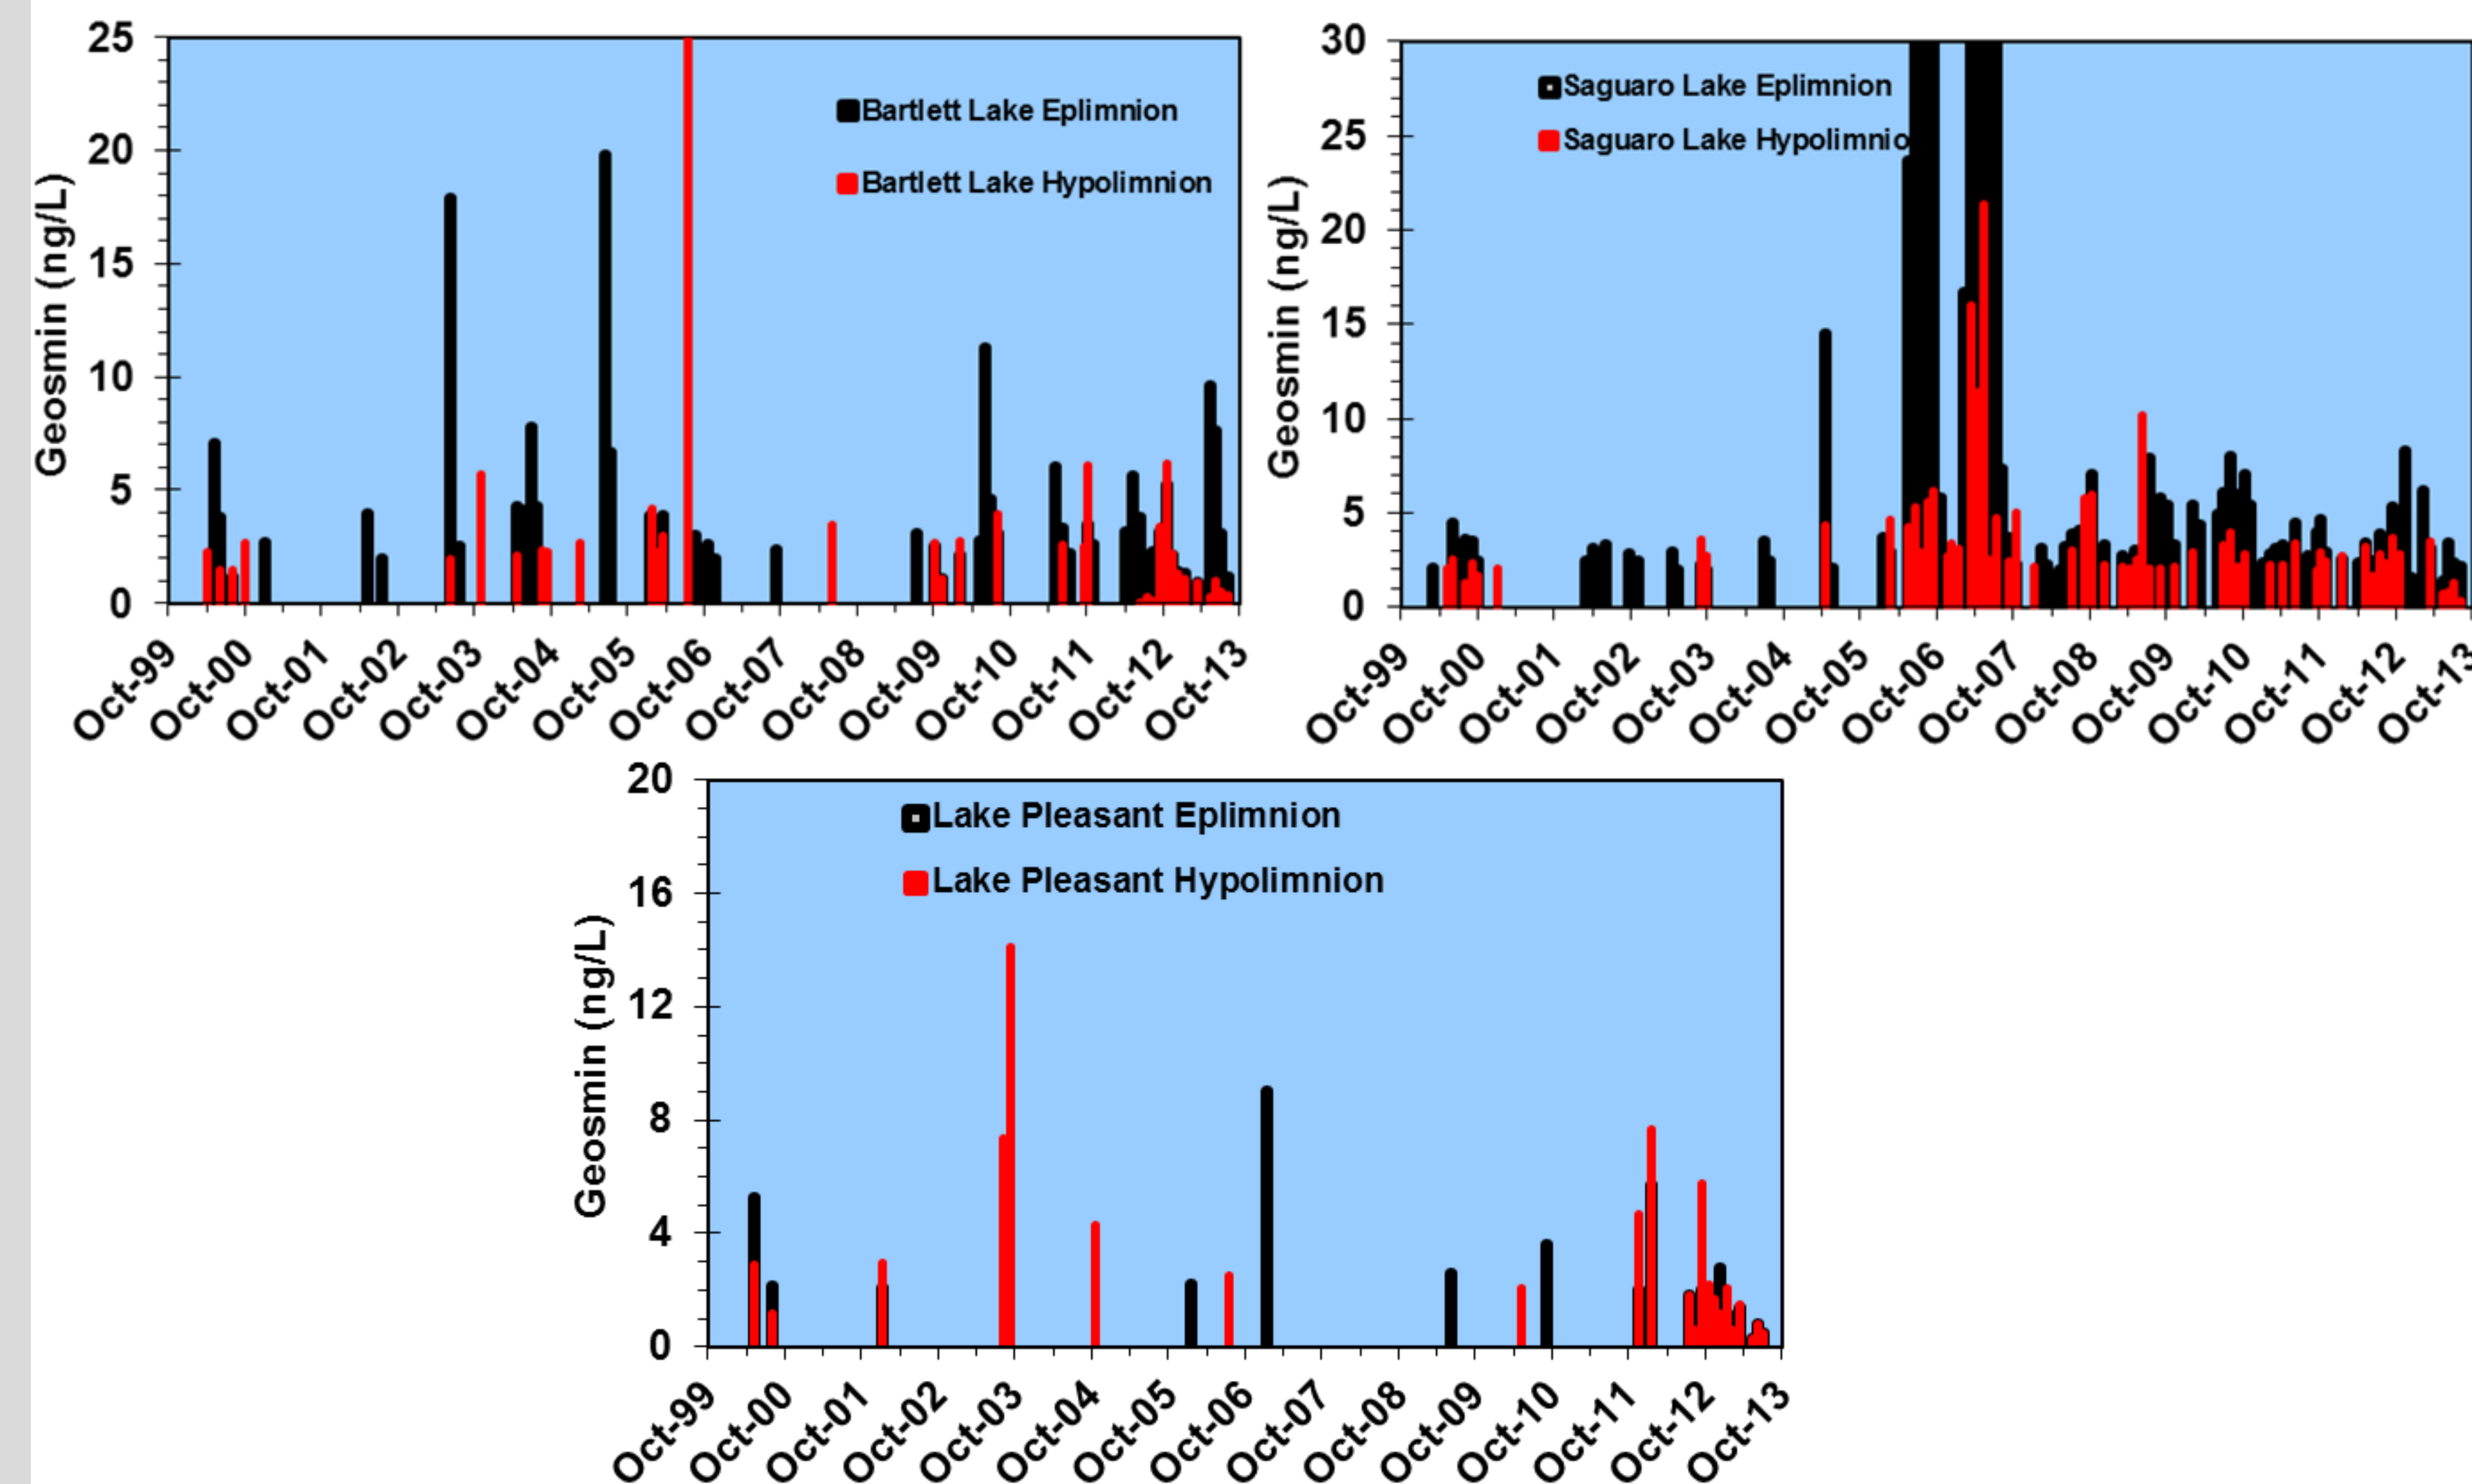 25
20
15
10
5
0
Geosmin (ng/L)
Bartlett Lake Eplimnion
Bartlett Lake Hypolimnion
Oct-99
Oct-00
Oct-01
Oct-02
Oct-03
Oct-04
Oct-05
Oct-06
Oct-07
Oct-08
Oct-09
Oct-10
Oct-11
Oct-12
Oct-13
30
25
20
15
10
5
0
Geosmin (ng/L)
Saguaro Lake Eplimnion
Saguaro Lake Hypolimnio
Oct-99
Oct-00
Oct-01
Oct-02
Oct-03
Oct-04
Oct-05
Oct-06
Oct-07
Oct-08
Oct-09
Oct-10
Oct-11
Oct-12
Oct-13
20
16
12
8
4
0
Geosmin (ng/L)
Lake Pleasant Eplimnion
Lake Pleasant Hypolimnion
Oct-99
Oct-00
Oct-01
Oct-02
Oct-03
Oct-04
Oct-05
Oct-06
Oct-07
Oct-08
Oct-09
Oct-10
Oct-11
Oct-12
Oct-13